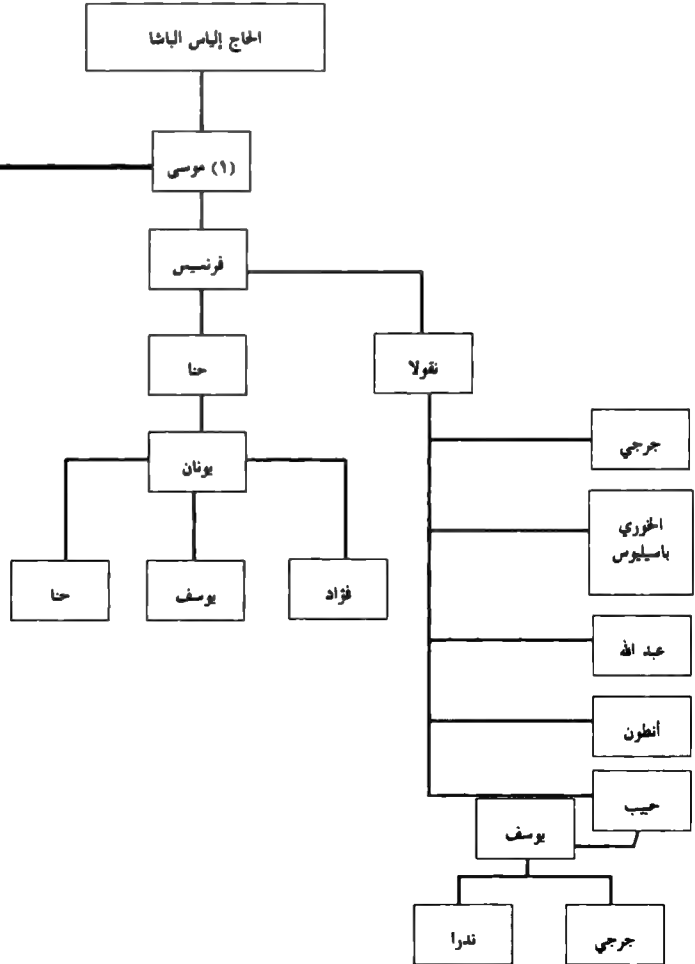 الحاج إلياس الباشا
(١) موسى
فرنسيس
حنا
نقولا
جرجي
يونان
الخوري
باسيليوس
حنا
يوسف
فؤاد
عبد الله
أنطون
حبيب
يوسف
ندرا
جرجي